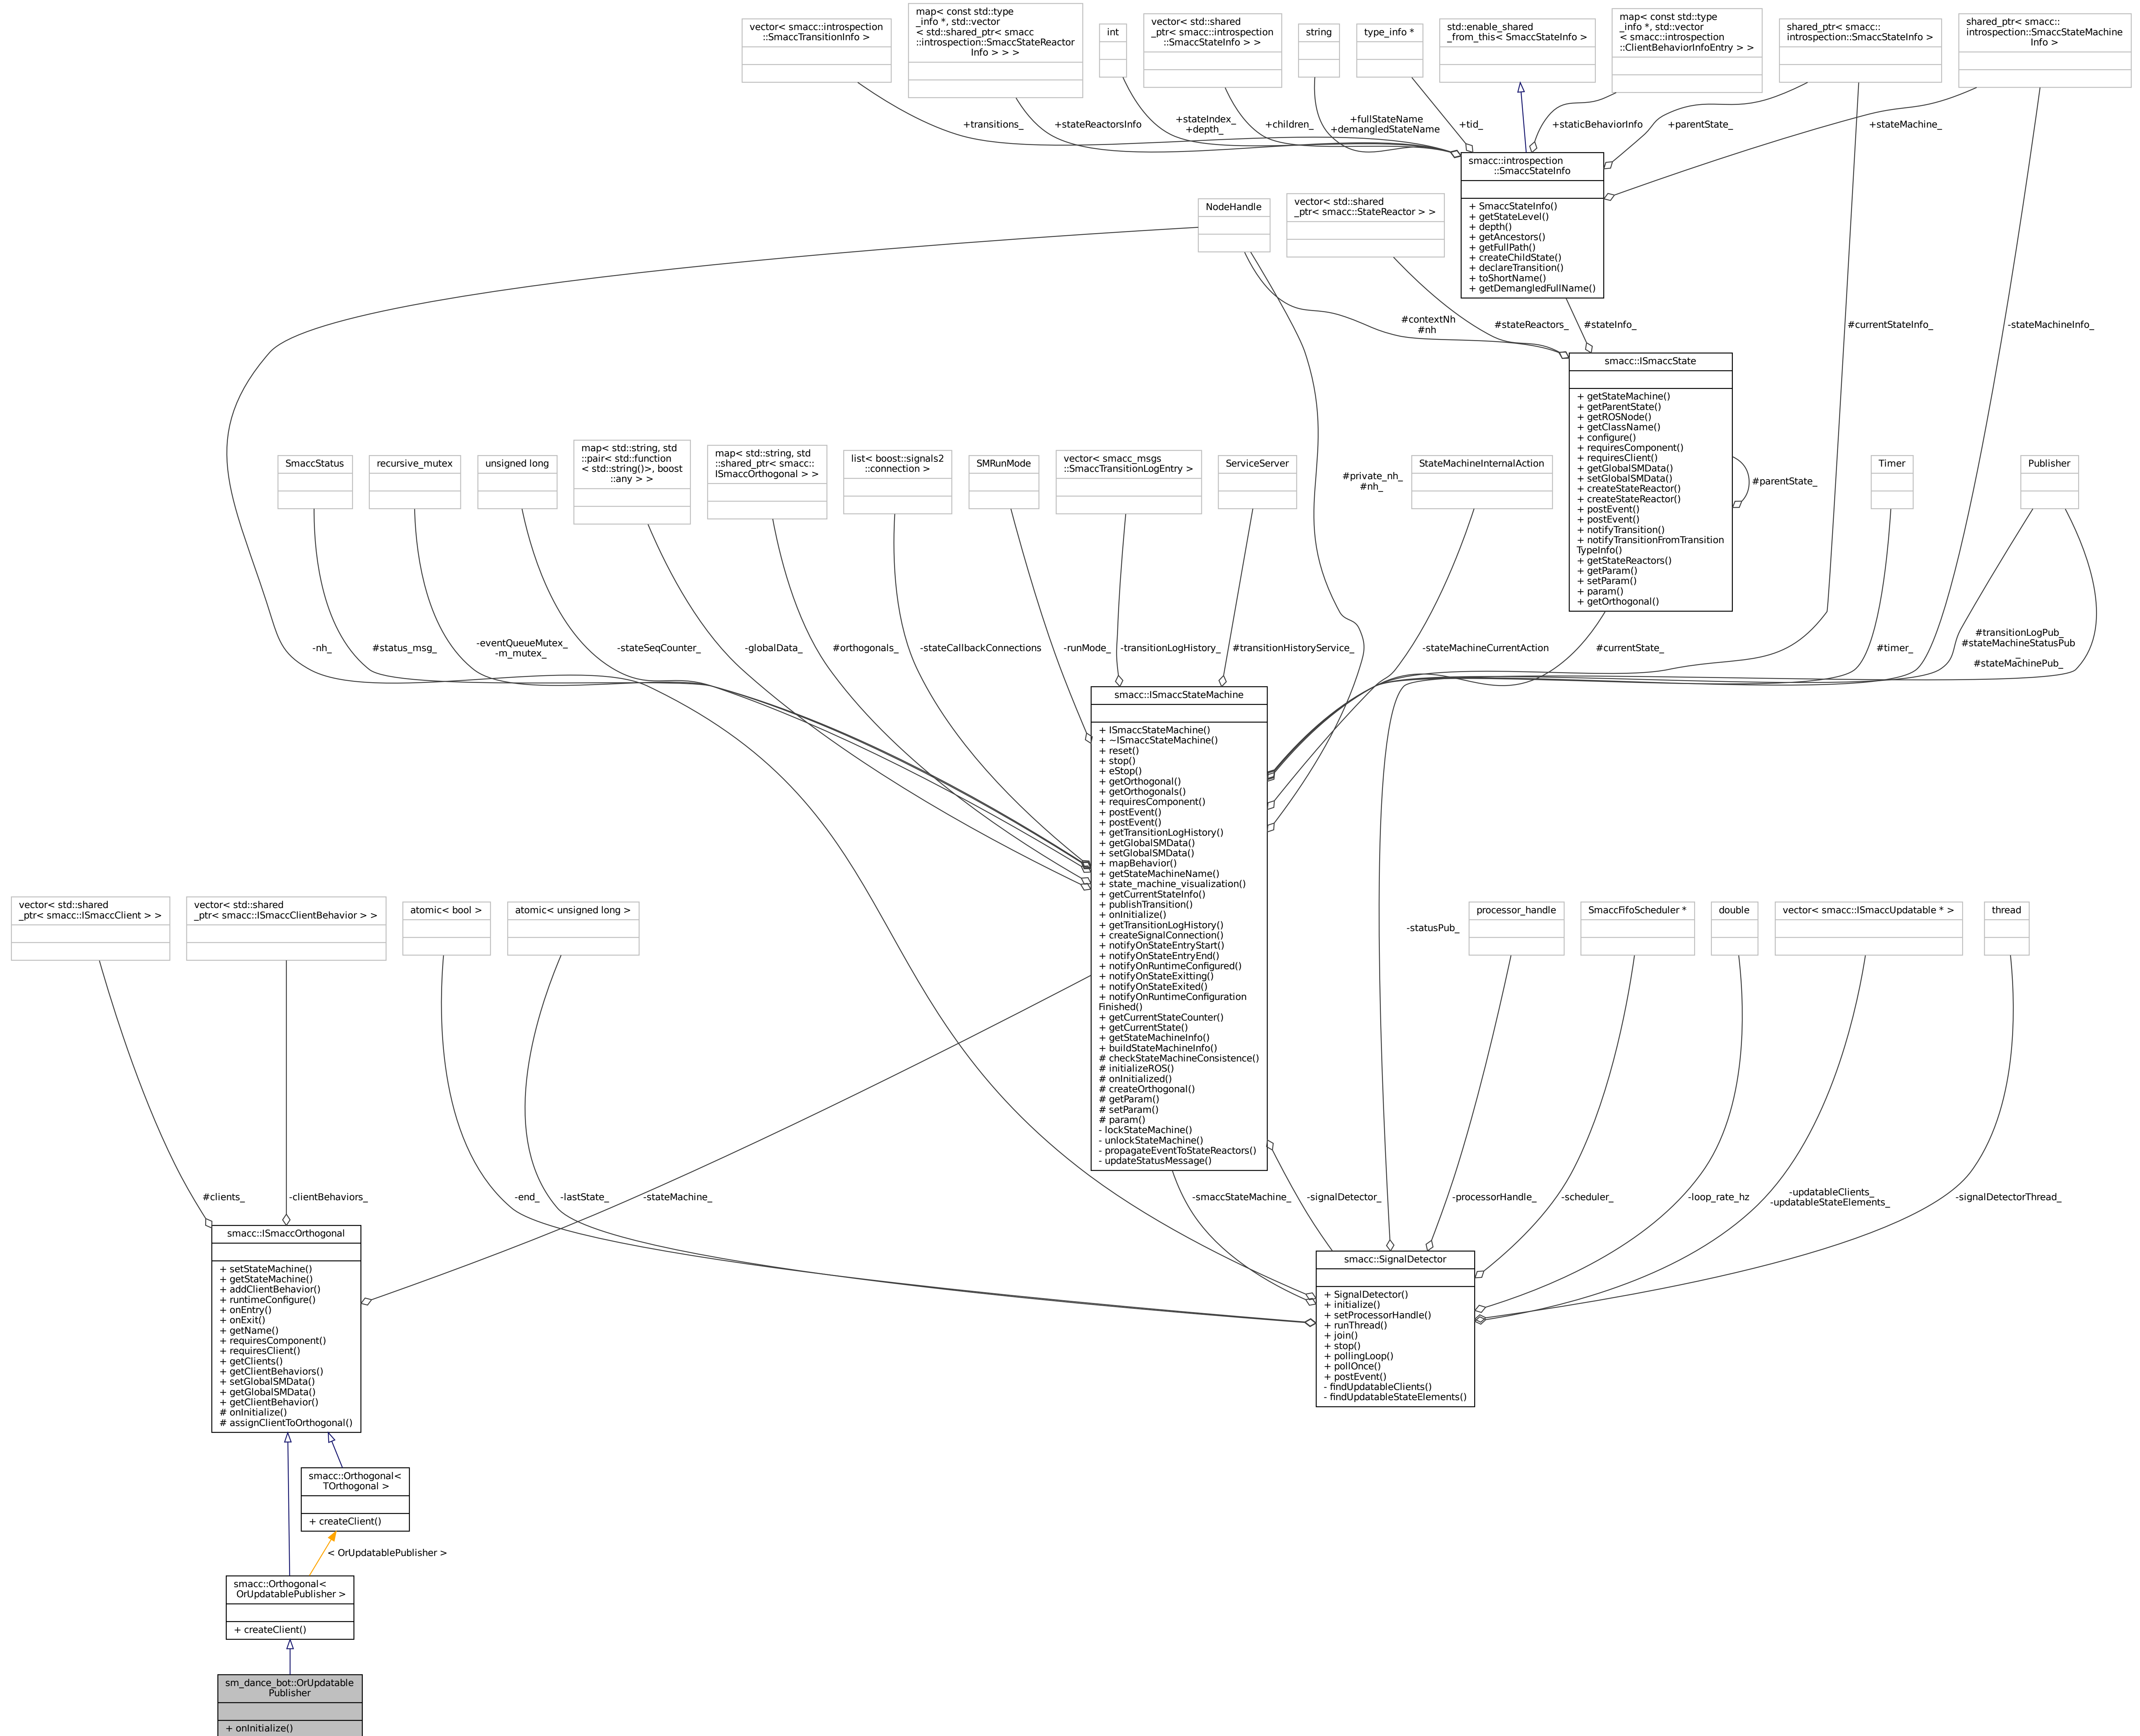 vector< smacc::introspection
::SmaccTransitionInfo >
map< const std::type
_info *, std::vector
< std::shared_ptr< smacc
::introspection::SmaccStateReactor
Info > > >
int
vector< std::shared
_ptr< smacc::introspection
::SmaccStateInfo > >
string
type_info *
std::enable_shared
_from_this< SmaccStateInfo >
map< const std::type
_info *, std::vector
< smacc::introspection
::ClientBehaviorInfoEntry > >
shared_ptr< smacc::
introspection::SmaccStateInfo >
shared_ptr< smacc::
introspection::SmaccStateMachine
Info >
+transitions_
+stateReactorsInfo
+stateIndex_
+depth_
+children_
+fullStateName
+demangledStateName
+tid_
+staticBehaviorInfo
+parentState_
+stateMachine_
smacc::introspection
::SmaccStateInfo
+ SmaccStateInfo()
+ getStateLevel()
+ depth()
+ getAncestors()
+ getFullPath()
+ createChildState()
+ declareTransition()
+ toShortName()
+ getDemangledFullName()
NodeHandle
vector< std::shared
_ptr< smacc::StateReactor > >
#contextNh
#nh
#stateReactors_
#stateInfo_
#currentStateInfo_
-stateMachineInfo_
smacc::ISmaccState
+ getStateMachine()
+ getParentState()
+ getROSNode()
+ getClassName()
+ configure()
+ requiresComponent()
+ requiresClient()
+ getGlobalSMData()
+ setGlobalSMData()
+ createStateReactor()
+ createStateReactor()
+ postEvent()
+ postEvent()
+ notifyTransition()
+ notifyTransitionFromTransition
TypeInfo()
+ getStateReactors()
+ getParam()
+ setParam()
+ param()
+ getOrthogonal()
#parentState_
SmaccStatus
recursive_mutex
unsigned long
map< std::string, std
::pair< std::function
< std::string()>, boost
::any > >
map< std::string, std
::shared_ptr< smacc::
ISmaccOrthogonal > >
list< boost::signals2
::connection >
SMRunMode
vector< smacc_msgs
::SmaccTransitionLogEntry >
ServiceServer
#private_nh_
#nh_
StateMachineInternalAction
Timer
Publisher
-nh_
#status_msg_
-eventQueueMutex_
-m_mutex_
-stateSeqCounter_
-globalData_
#orthogonals_
-stateCallbackConnections
-runMode_
-transitionLogHistory_
#transitionHistoryService_
-stateMachineCurrentAction
#currentState_
#timer_
#transitionLogPub_
#stateMachineStatusPub
_
#stateMachinePub_
smacc::ISmaccStateMachine
+ ISmaccStateMachine()
+ ~ISmaccStateMachine()
+ reset()
+ stop()
+ eStop()
+ getOrthogonal()
+ getOrthogonals()
+ requiresComponent()
+ postEvent()
+ postEvent()
+ getTransitionLogHistory()
+ getGlobalSMData()
+ setGlobalSMData()
+ mapBehavior()
+ getStateMachineName()
+ state_machine_visualization()
+ getCurrentStateInfo()
+ publishTransition()
+ onInitialize()
+ getTransitionLogHistory()
+ createSignalConnection()
+ notifyOnStateEntryStart()
+ notifyOnStateEntryEnd()
+ notifyOnRuntimeConfigured()
+ notifyOnStateExitting()
+ notifyOnStateExited()
+ notifyOnRuntimeConfiguration
Finished()
+ getCurrentStateCounter()
+ getCurrentState()
+ getStateMachineInfo()
+ buildStateMachineInfo()
# checkStateMachineConsistence()
# initializeROS()
# onInitialized()
# createOrthogonal()
# getParam()
# setParam()
# param()
- lockStateMachine()
- unlockStateMachine()
- propagateEventToStateReactors()
- updateStatusMessage()
vector< std::shared
_ptr< smacc::ISmaccClient > >
vector< std::shared
_ptr< smacc::ISmaccClientBehavior > >
atomic< bool >
atomic< unsigned long >
-statusPub_
processor_handle
SmaccFifoScheduler *
double
vector< smacc::ISmaccUpdatable * >
thread
#clients_
-clientBehaviors_
-end_
-lastState_
-stateMachine_
-smaccStateMachine_
-signalDetector_
-processorHandle_
-scheduler_
-loop_rate_hz
-updatableClients_
-updatableStateElements_
-signalDetectorThread_
smacc::ISmaccOrthogonal
+ setStateMachine()
+ getStateMachine()
+ addClientBehavior()
+ runtimeConfigure()
+ onEntry()
+ onExit()
+ getName()
+ requiresComponent()
+ requiresClient()
+ getClients()
+ getClientBehaviors()
+ setGlobalSMData()
+ getGlobalSMData()
+ getClientBehavior()
# onInitialize()
# assignClientToOrthogonal()
smacc::SignalDetector
+ SignalDetector()
+ initialize()
+ setProcessorHandle()
+ runThread()
+ join()
+ stop()
+ pollingLoop()
+ pollOnce()
+ postEvent()
- findUpdatableClients()
- findUpdatableStateElements()
smacc::Orthogonal<
TOrthogonal >
+ createClient()
< OrUpdatablePublisher >
smacc::Orthogonal<
OrUpdatablePublisher >
+ createClient()
sm_dance_bot::OrUpdatable
Publisher
+ onInitialize()